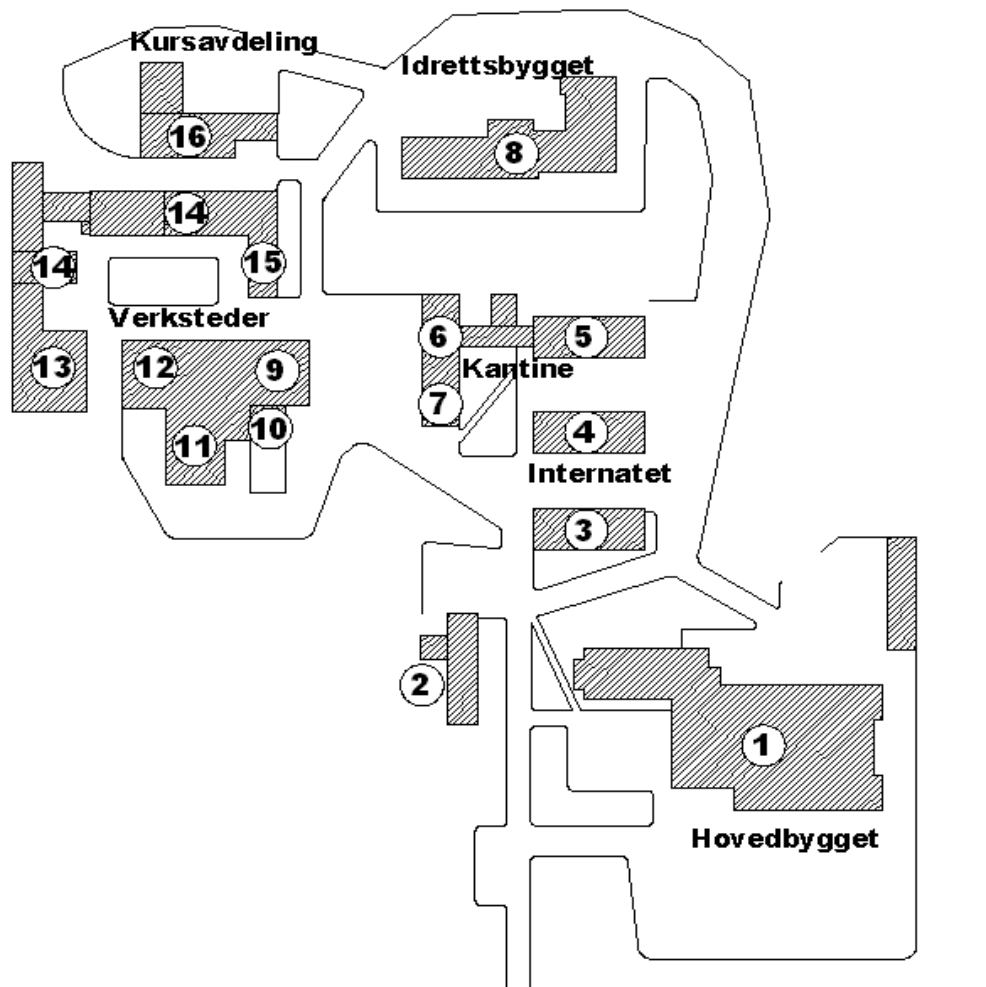 Kursavdeling
Idrettsbygget
16
8
14
15
14
Verksteder
6
5
Kantine
13
12
9
7
10
4
11
Internatet
3
2
1
Hovedbygget